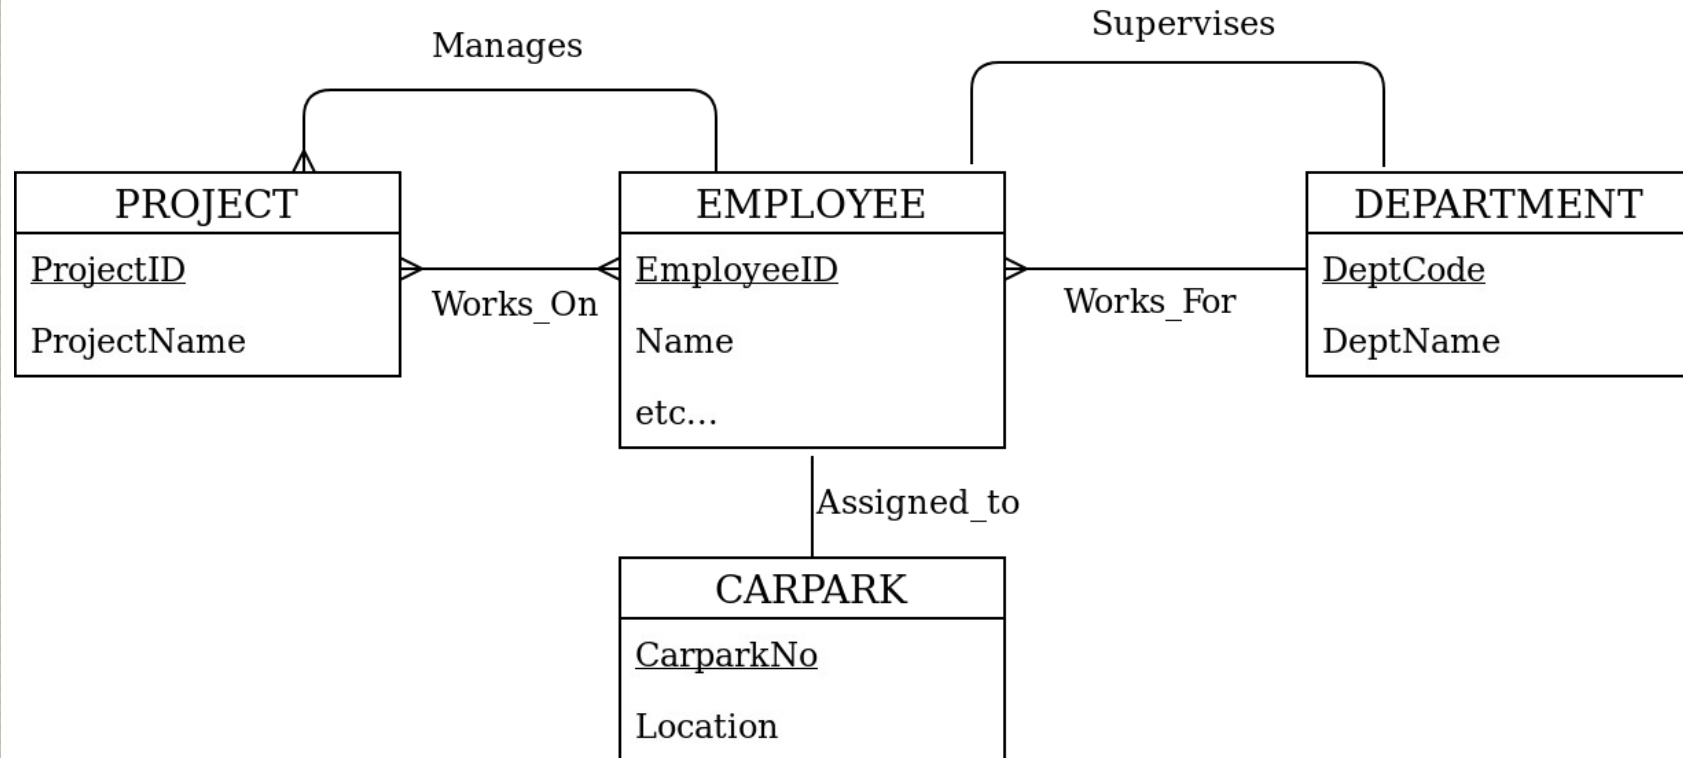 Manages
Supervises
PROJECT
ProjectID
ProjectName
Works_On
EMPLOYEE
EmployeeID
Name
etc...
Works_For
DEPARTMENT
DeptCode
DeptName
Assigned_to
CARPARK
CarparkNo
Location